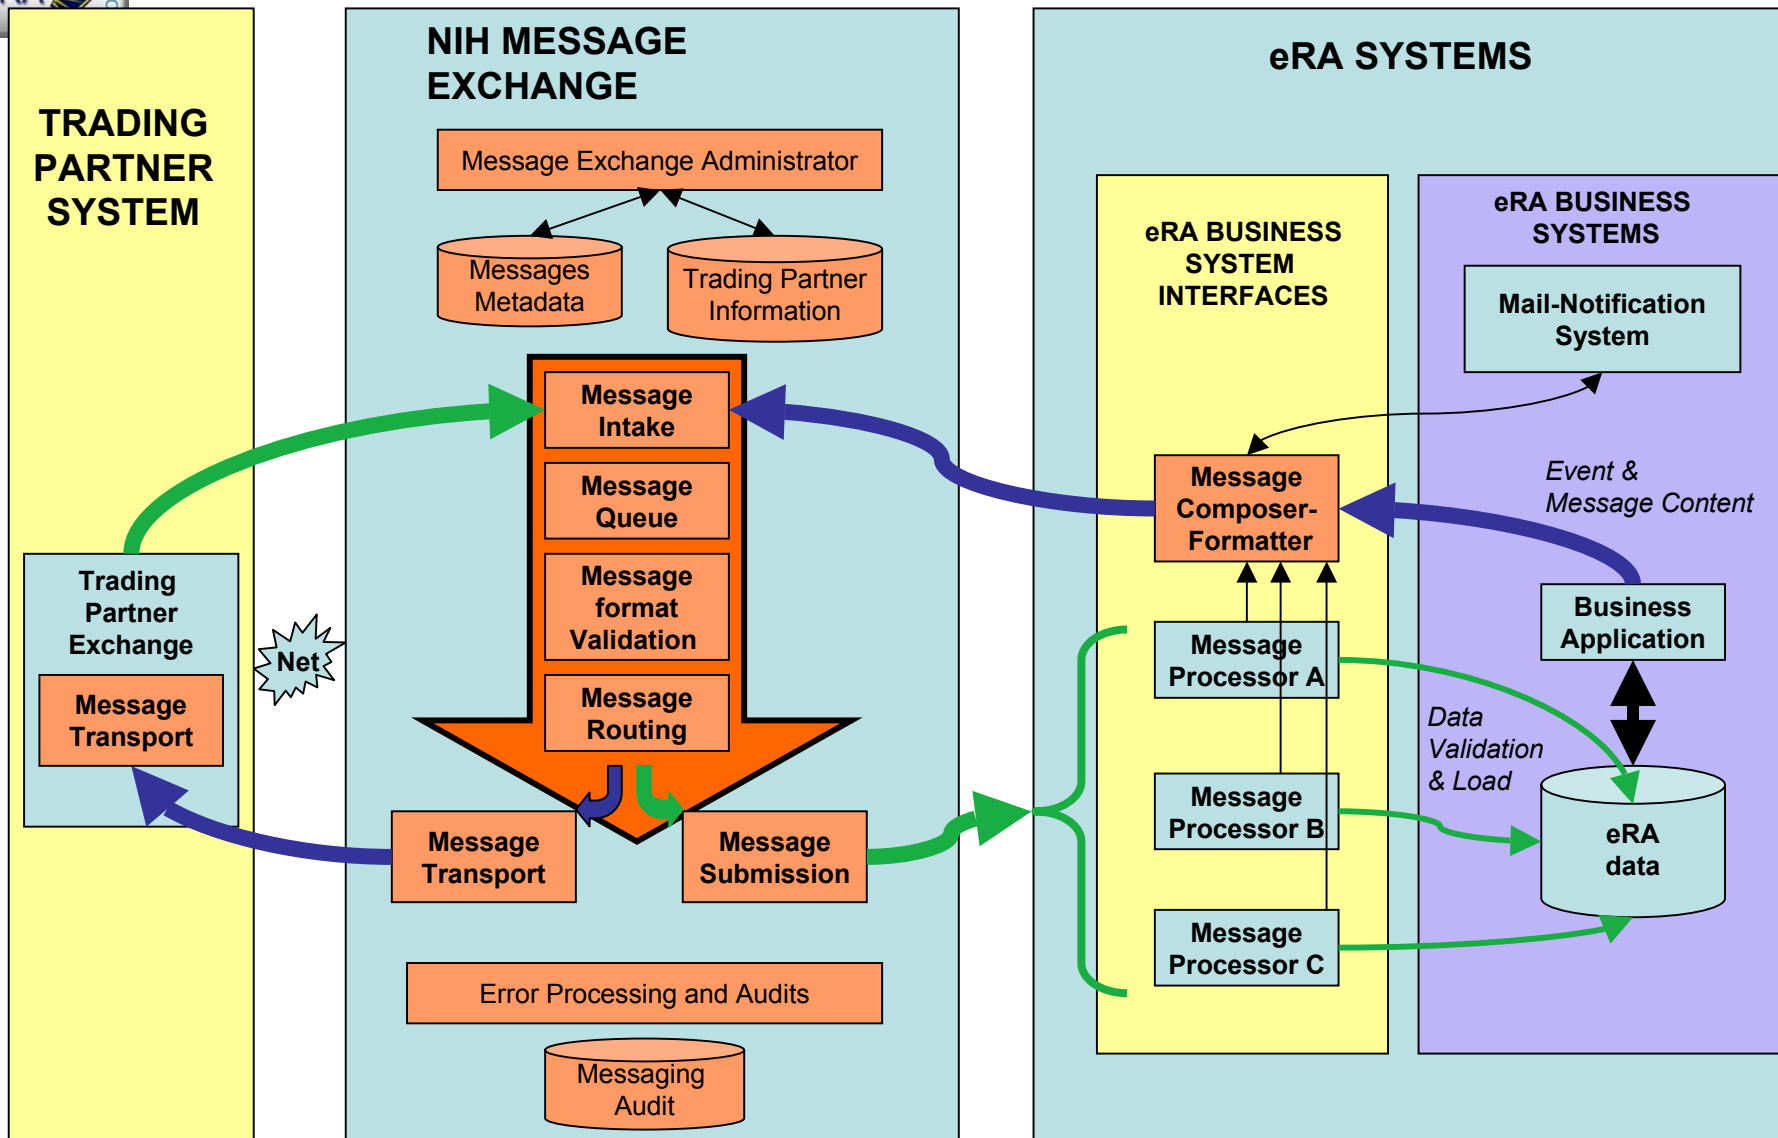 TRADING
PARTNER
SYSTEM
Trading
Partner
Exchange
Message
Transport
Net
NIH MESSAGE
EXCHANGE
Message Exchange Administrator
Messages
Metadata
Trading Partner
Information
Message
Intake
Message
Queue
Message
format
Validation
Message
Routing
Message
Transport
Message
Submission
Error Processing and Audits
Messaging
Audit
eRA SYSTEMS
eRA BUSINESS
SYSTEM
INTERFACES
Message
Composer-
Formatter
Message
Processor A
Message
Processor B
Message
Processor C
eRA BUSINESS
SYSTEMS
Mail-Notification
System
Event &
Message Content
Business
Application
Data
Validation
& Load
eRA
data